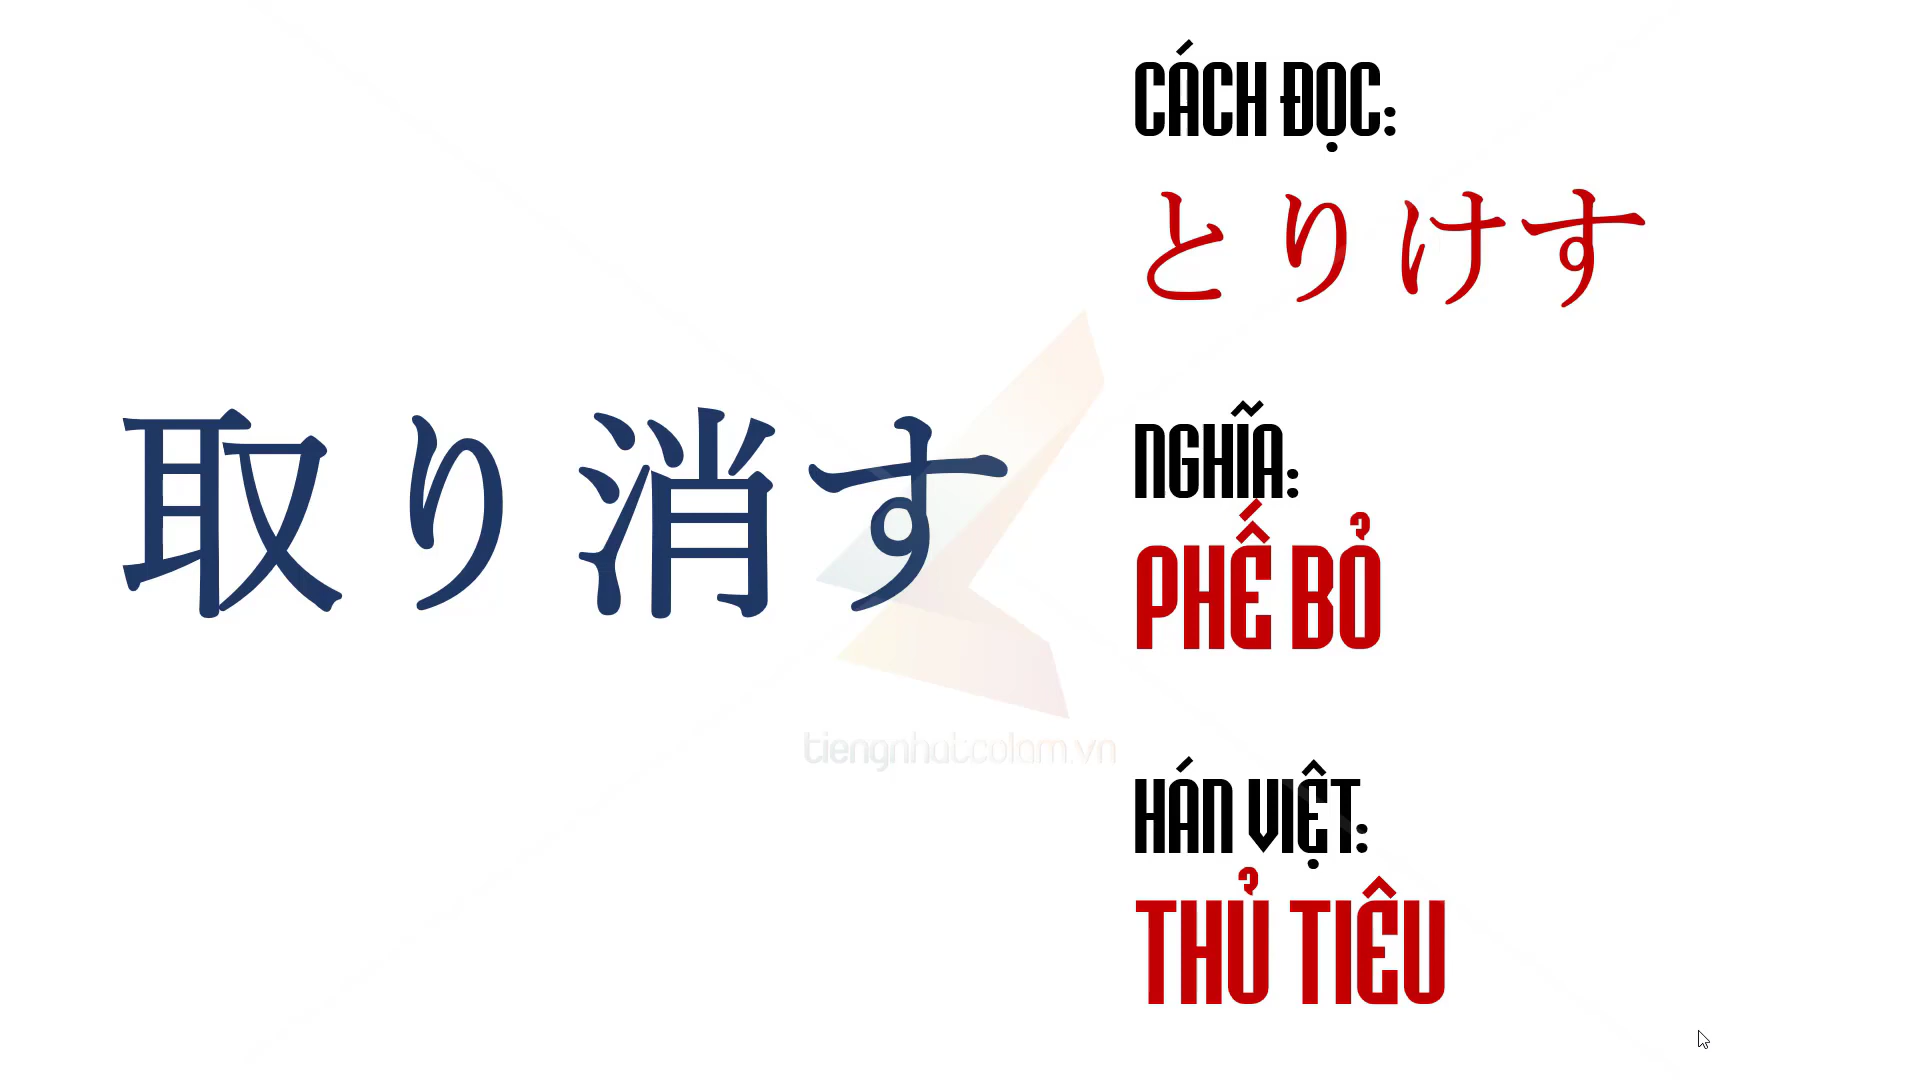 取り消す
CÁCH ĐỌC:
とりけす
NGHĨA:
PHẾ BỎ
HÁN VIỆT:
THỦ TIÊU
tiengnhatcolam.vn